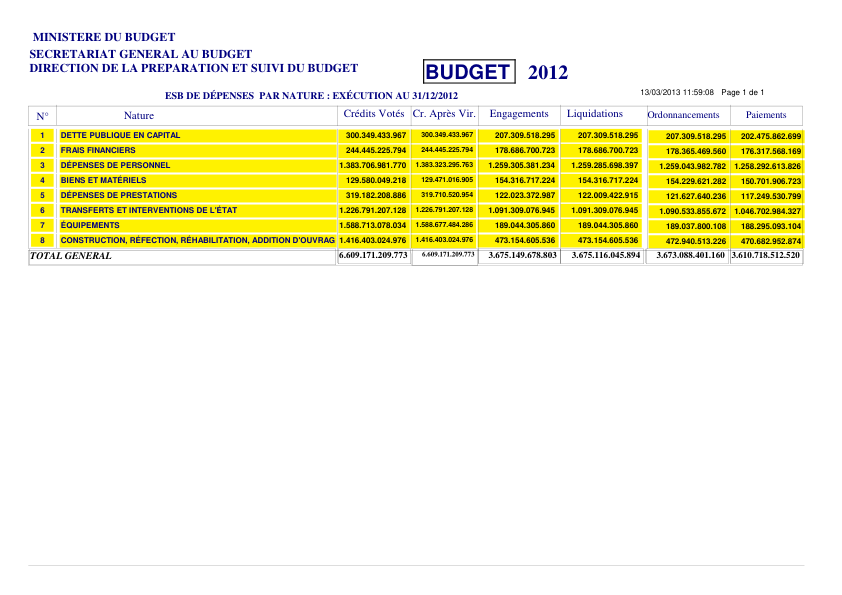 MINISTERE DU BUDGET
SECRETARIAT GENERAL AU BUDGET
DIRECTION DE LA PREPARATION ET SUIVI DU BUDGET
BUDGET 2012
13/03/2013 11:59:08 Page 1 de 1
ESB DE DÉPENSES PAR NATURE : EXÉCUTION AU 31/12/2012
N° Nature Crédits Votés Cr. Après Vir. Engagements Liquidations Ordonnancements Paiements
1 DETTE PUBLIQUE EN CAPITAL 300.349.433.967 300.349.433.967 207.309.518.295 207.309.518.295 207.309.518.295 202.475.862.699
2 FRAIS FINANCIERS 244.445.225.794 244.445.225.794 178.686.700.723 178.686.700.723 178.365.469.560 176.317.568.169
3 DÉPENSES DE PERSONNEL 1.383.706.981.770 1.383.323.295.763 1.259.305.381.234 1.259.285.698.397 1.259.043.982.782 1.258.292.613.826
4 BIENS ET MATÉRIELS 129.580.049.218 129.471.016.905 154.316.717.224 154.316.717.224 154.229.621.282 150.701.906.723
5 DÉPENSES DE PRESTATIONS 319.182.208.886 319.710.520.954 122.023.372.987 122.009.422.915 121.627.640.236 117.249.530.799
6 TRANSFERTS ET INTERVENTIONS DE L'ÉTAT 1.226.791.207.128 1.226.791.207.128 1.091.309.076.945 1.091.309.076.945 1.090.533.855.672 1.046.702.984.327
7 ÉQUIPEMENTS 1.588.713.078.034 1.588.677.484.286 189.044.305.860 189.044.305.860 189.037.800.108 188.295.093.104
8 CONSTRUCTION, RÉFECTION, RÉHABILITATION, ADDITION D'OUVRAG 1.416.403.024.976 1.416.403.024.976 473.154.605.536 473.154.605.536 472.940.513.226 470.682.952.874
TOTAL GENERAL 6.609.171.209.773 6.609.171.209.773 3.675.149.678.803 3.675.116.045.894 3.673.088.401.160 3.610.718.512.520